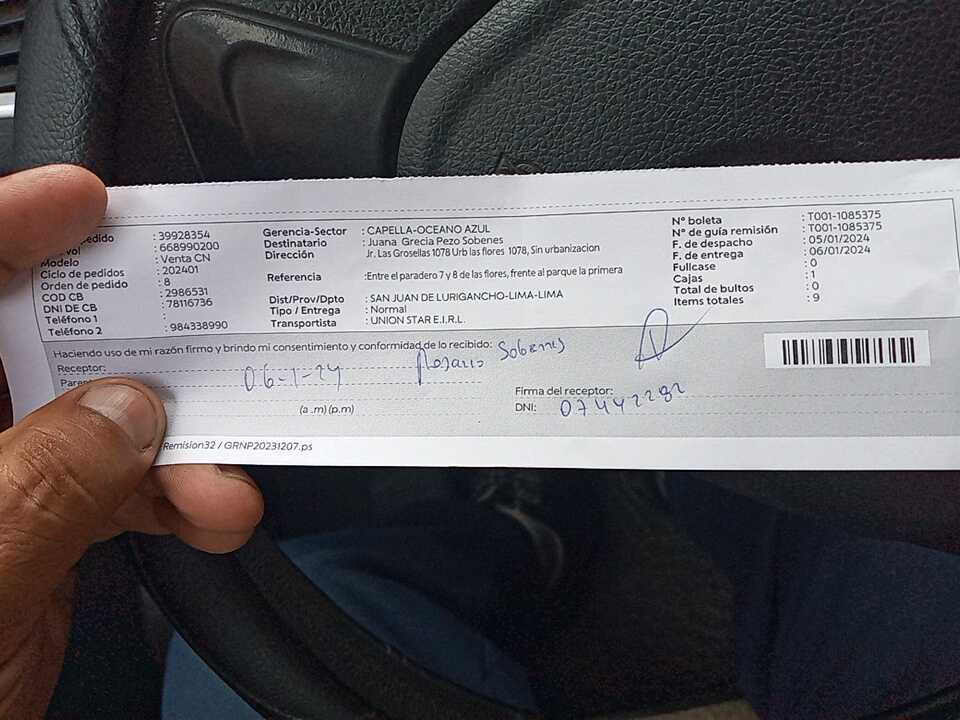 edido : 39928354
vol : 668990200
Modelo : Venta CN
Ciclo de pedidos : 202401
Orden de pedido : 8
COD CB : 2986531
DNI DE CB : 78116736
Teléfono 1 :
Teléfono 2 : 984338990
Gerencia-Sector : CAPELLA-OCEANO AZUL
Destinatario : Juana Grecia Pezo Sobenes
Dirección : Jr. Las Grosellas 1078 Urb las flores 1078, Sin urbanizacion
Referencia : Entre el paradero 7 y 8 de las flores, frente al parque la primera
Dist/Prov/Dpto : SAN JUAN DE LURIGANCHO-LIMA-LIMA
Tipo / Entrega : Normal
Transportista : UNION STAR E.I.R.L.
N° boleta : T001-1085375
N° de guía remisión : T001-1085375
F. de despacho : 05/01/2024
F. de entrega : 06/01/2024
Fullcase : 0
Cajas : 1
Total de bultos : 0
Items totales : 9
Haciendo uso de mi razón firmo y brindo mi consentimiento y conformidad de lo recibido:
Receptor: Rosario Sobenes
Parent
06-1-24
(a .m) (p.m)
Firma del receptor:
DNI: 07442282
Remision32 / GRNP20231207.ps